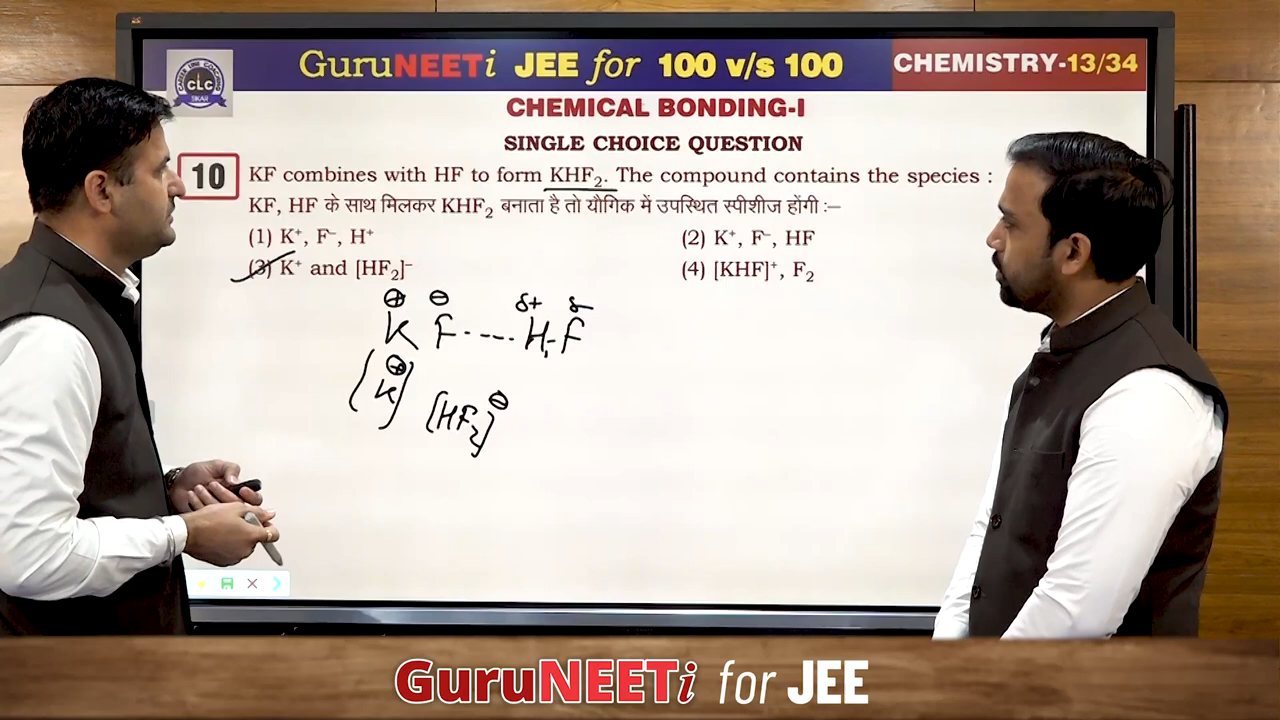 GuruNEETi JEE for 100 v/s 100
CHEMISTRY-13/34
CLC
SIKAR
CHEMICAL BONDING-I
SINGLE CHOICE QUESTION
10 KF combines with HF to form KHF₂. The compound contains the species :
KF, HF के साथ मिलकर KHF₂ बनाता है तो यौगिक में उपस्थित स्पीशीज होंगी :–
(1) K⁺, F⁻, H⁺ (2) K⁺, F⁻, HF
(3) K⁺ and [HF₂]⁻ (4) [KHF]⁺, F₂
⊕ ⊖ δ+ δ-
K F ---- H-F
(K⊕) [HF₂]⊖
GuruNEETi for JEE